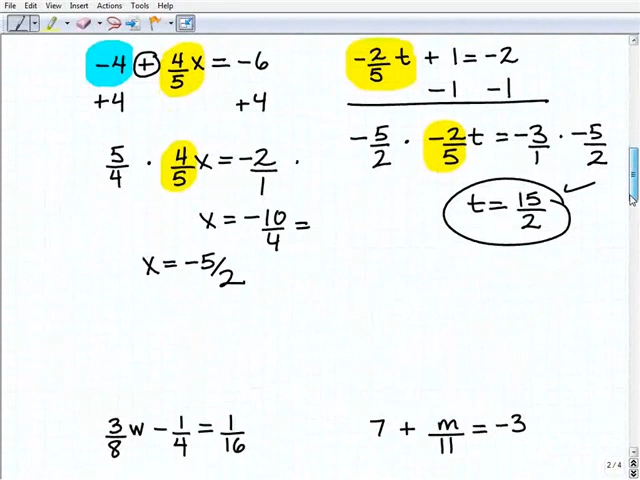 File Edit View Insert Actions Tools Help
-4 + 4/5 x = -6
+4 +4
5/4 · 4/5 x = -2/1 ·
x = -10/4 =
x = -5/2
-2/5 t + 1 = -2
-1 -1
-5/2 · -2/5 t = -3/1 · -5/2
t = 15/2
3/8 w - 1/4 = 1/16
7 + m/11 = -3
2 / 4